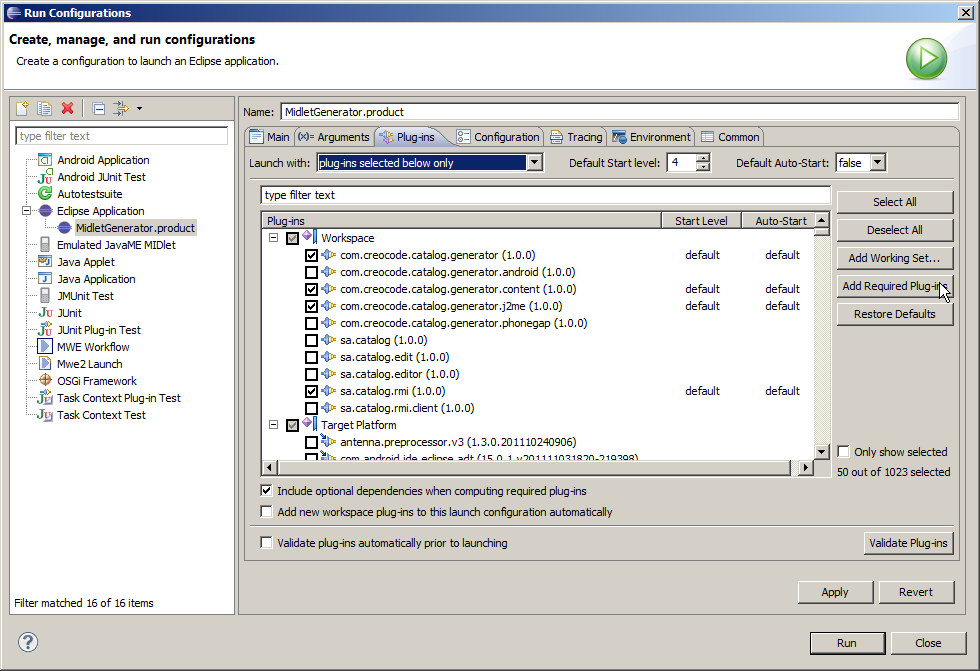 Run Configurations
Create, manage, and run configurations
Create a configuration to launch an Eclipse application.
type filter text
Android Application
Android JUnit Test
Autotestsuite
Eclipse Application
MidletGenerator.product
Emulated JavaME MIDlet
Java Applet
Java Application
JMUnit Test
JUnit
JUnit Plug-in Test
MWE Workflow
Mwe2 Launch
OSGi Framework
Task Context Plug-in Test
Task Context Test
Filter matched 16 of 16 items
Name: MidletGenerator.product
Main (x)= Arguments Plug-ins Configuration Tracing Environment Common
Launch with: plug-ins selected below only Default Start level: 4 Default Auto-Start: false
type filter text
Plug-ins Start Level Auto-Start
Workspace
com.creocode.catalog.generator (1.0.0) default default
com.creocode.catalog.generator.android (1.0.0)
com.creocode.catalog.generator.content (1.0.0) default default
com.creocode.catalog.generator.j2me (1.0.0) default default
com.creocode.catalog.generator.phonegap (1.0.0)
sa.catalog (1.0.0)
sa.catalog.edit (1.0.0)
sa.catalog.editor (1.0.0)
sa.catalog.rmi (1.0.0) default default
sa.catalog.rmi.client (1.0.0)
Target Platform
antenna.preprocessor.v3 (1.3.0.201110240906)
com.android.ide.eclipse.adt (15.0.1.v201111031820-219398)
Select All
Deselect All
Add Working Set...
Add Required Plug-ins
Restore Defaults
Only show selected
50 out of 1023 selected
Include optional dependencies when computing required plug-ins
Add new workspace plug-ins to this launch configuration automatically
Validate plug-ins automatically prior to launching
Validate Plug-ins
Apply Revert
? Run Close